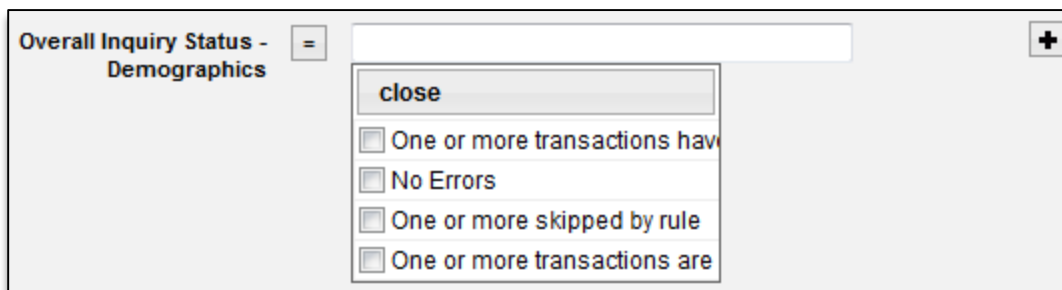 Overall Inquiry Status - =
Demographics
close
One or more transactions hav
No Errors
One or more skipped by rule
One or more transactions are